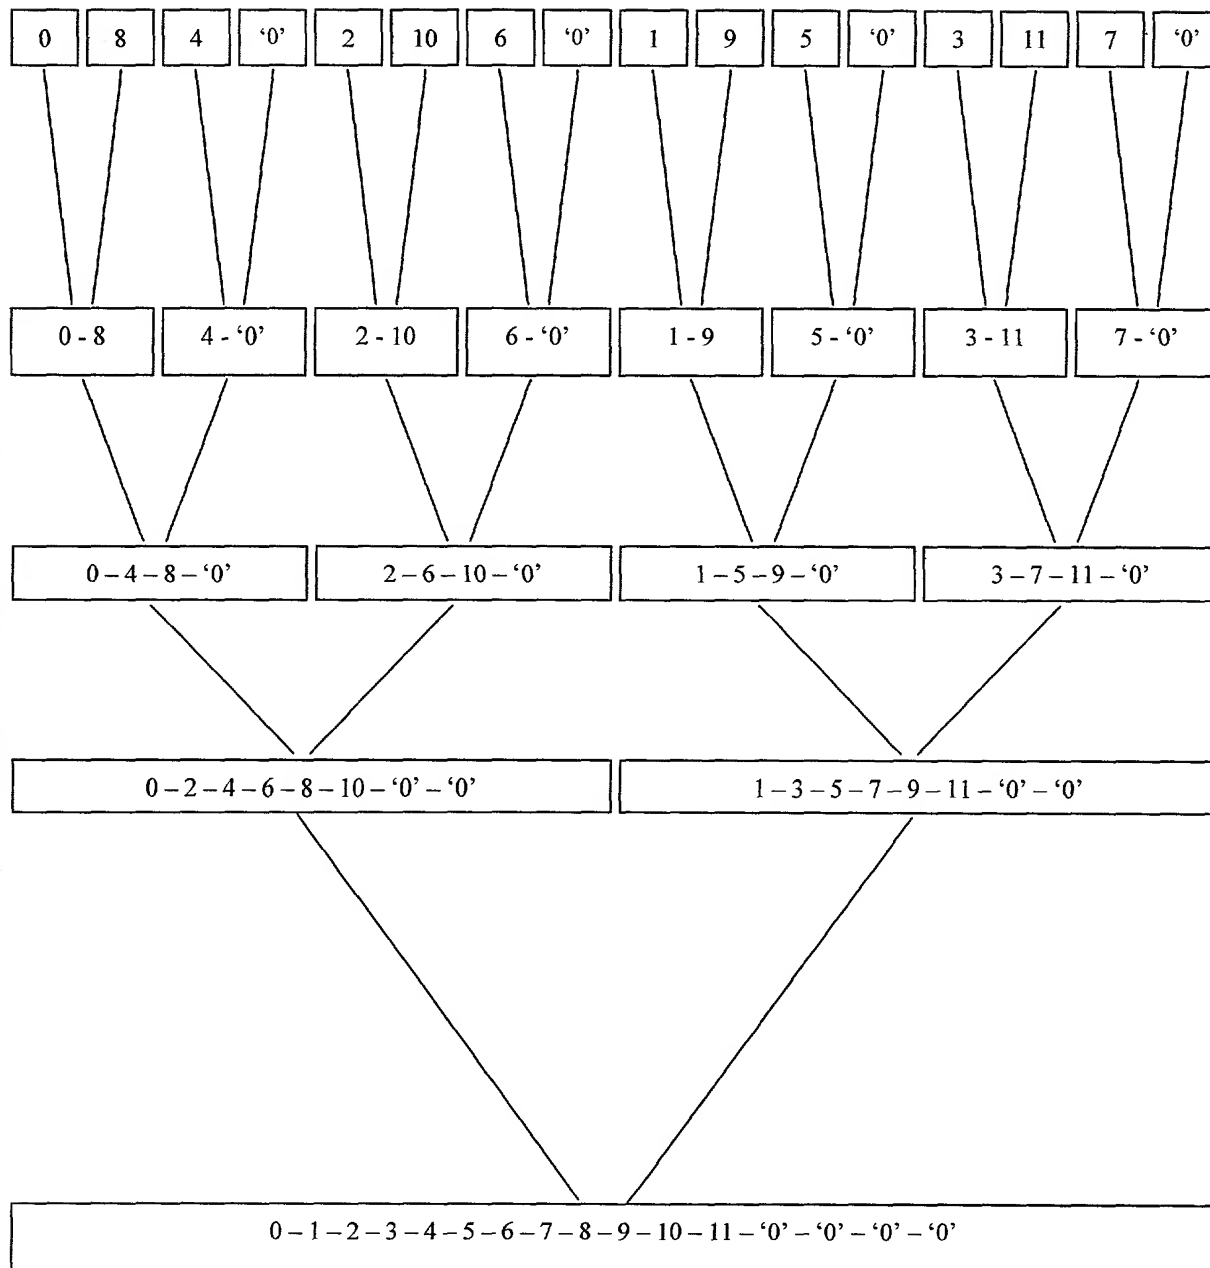 0 8 4 ‘0’ 2 10 6 ‘0’ 1 9 5 ‘0’ 3 11 7 ‘0’
0 - 8 4 - ‘0’ 2 - 10 6 - ‘0’ 1 - 9 5 - ‘0’ 3 - 11 7 - ‘0’
0 – 4 – 8 – ‘0’ 2 – 6 – 10 – ‘0’ 1 – 5 – 9 – ‘0’ 3 – 7 – 11 – ‘0’
0 – 2 – 4 – 6 – 8 – 10 – ‘0’ – ‘0’ 1 – 3 – 5 – 7 – 9 – 11 – ‘0’ – ‘0’
0 – 1 – 2 – 3 – 4 – 5 – 6 – 7 – 8 – 9 – 10 – 11 – ‘0’ – ‘0’ – ‘0’ – ‘0’